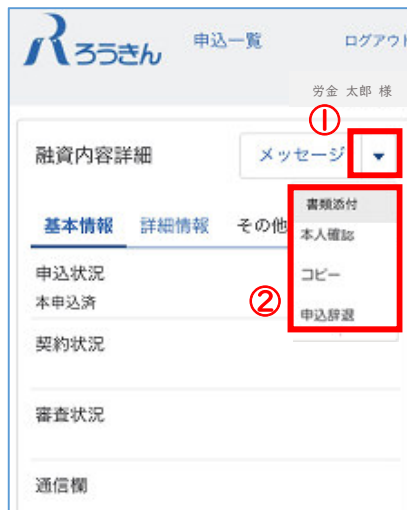 ろうきん 申込一覧 ログアウト
労金 太郎 様
①
融資内容詳細 メッセージ ▼
書類添付
基本情報 詳細情報 その他
本人確認
申込状況
コピー
本申込済
②
申込辞退
契約状況
審査状況
通信欄